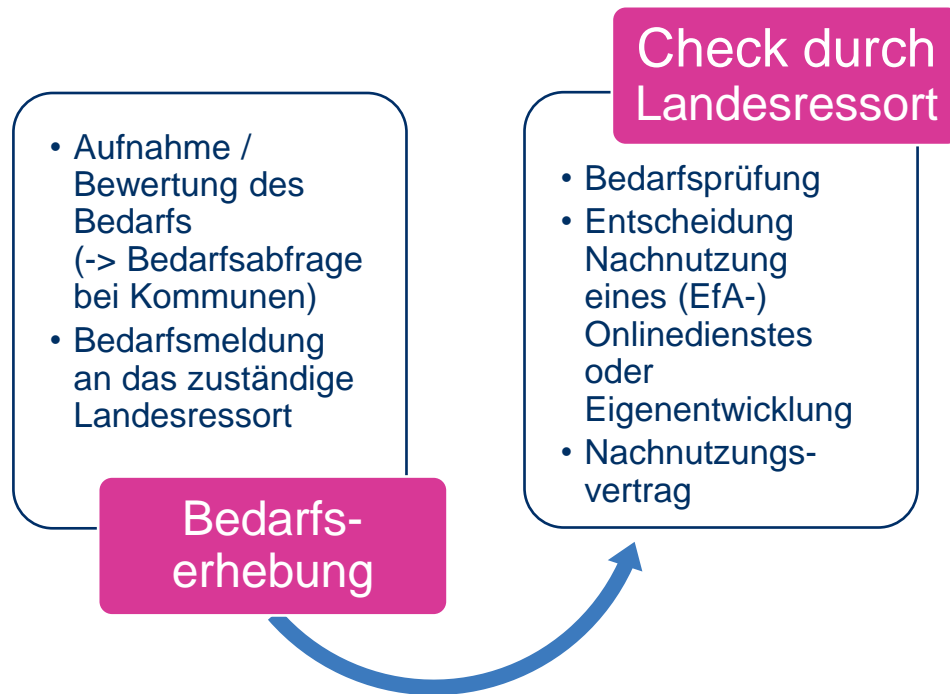 • Aufnahme /
Bewertung des
Bedarfs
(-> Bedarfsabfrage
bei Kommunen)
• Bedarfsmeldung
an das zuständige
Landesressort
Bedarfs-
erhebung
Check durch
Landesressort
• Bedarfsprüfung
• Entscheidung
Nachnutzung
eines (EfA-)
Onlinedienstes
oder
Eigenentwicklung
• Nachnutzungs-
vertrag